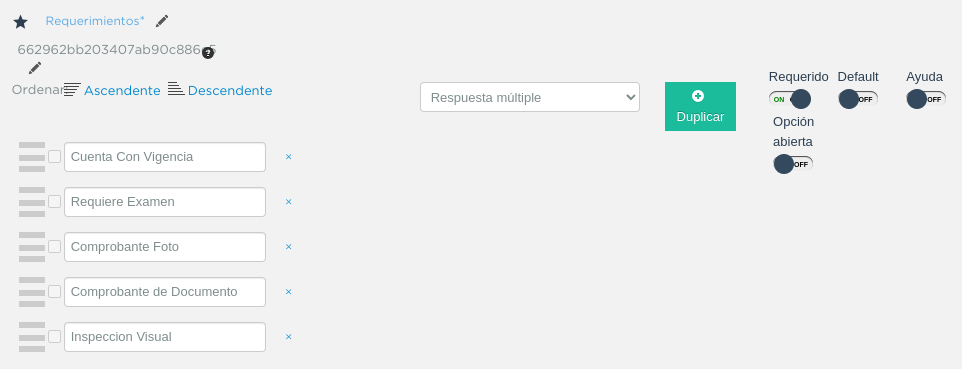 Requerimientos*
662962bb203407ab90c886
Ordenar Ascendente Descendente
Respuesta múltiple
Duplicar
Requerido Default Ayuda
ON OFF OFF
Opción
abierta
OFF
Cuenta Con Vigencia ×
Requiere Examen ×
Comprobante Foto ×
Comprobante de Documento ×
Inspeccion Visual ×